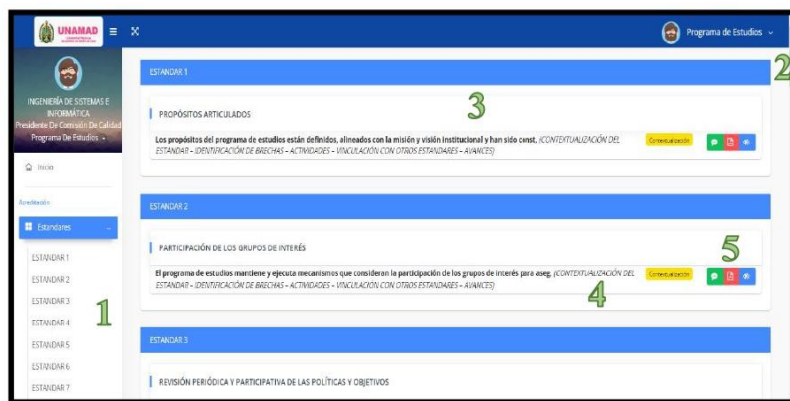 UNAMAD
Programa de Estudios
INGENIERÍA DE SISTEMAS E
INFORMÁTICA
Presidente De Comisión De Calidad
Programa De Estudios
Inicio
Acreditación
Estandares
ESTANDAR 1
ESTANDAR 2
ESTANDAR 3
ESTANDAR 4
ESTANDAR 5
ESTANDAR 6
ESTANDAR 7
1
2
ESTANDAR 1
3
PROPÓSITOS ARTICULADOS
Los propósitos del programa de estudios están definidos, alineados con la misión y visión institucional y han sido const. (CONTEXTUALIZACIÓN DEL
ESTANDAR – IDENTIFICACIÓN DE BRECHAS – ACTIVIDADES – VINCULACIÓN CON OTROS ESTANDARES – AVANCES)
Contextualización
ESTANDAR 2
PARTICIPACIÓN DE LOS GRUPOS DE INTERÉS
5
El programa de estudios mantiene y ejecuta mecanismos que consideran la participación de los grupos de interés para aseg. (CONTEXTUALIZACIÓN DEL
ESTANDAR – IDENTIFICACIÓN DE BRECHAS – ACTIVIDADES – VINCULACIÓN CON OTROS ESTANDARES – AVANCES)
Contextualización
4
ESTANDAR 3
REVISIÓN PERIÓDICA Y PARTICIPATIVA DE LAS POLÍTICAS Y OBJETIVOS